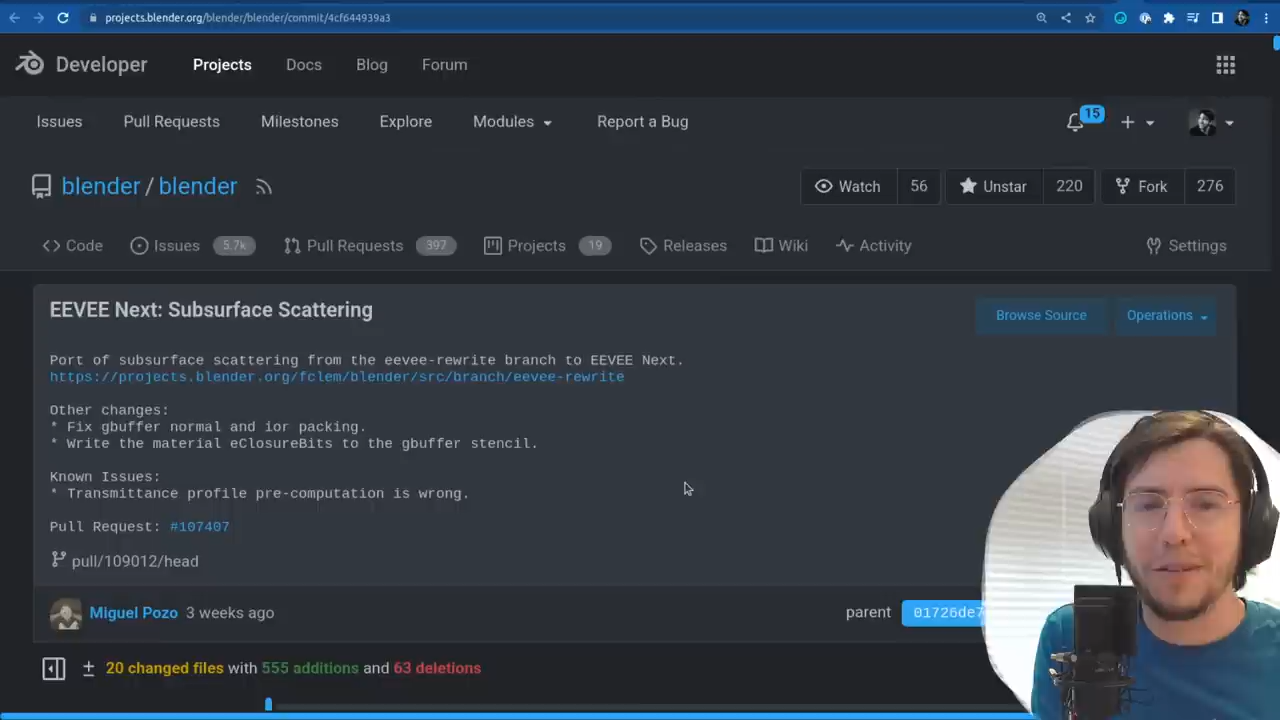 projects.blender.org/blender/blender/commit/4cf644939a3
Developer Projects Docs Blog Forum
Issues Pull Requests Milestones Explore Modules Report a Bug 15
blender / blender Watch 56 Unstar 220 Fork 276
Code Issues 5.7k Pull Requests 397 Projects 19 Releases Wiki Activity Settings
EEVEE Next: Subsurface Scattering Browse Source Operations
Port of subsurface scattering from the eevee-rewrite branch to EEVEE Next.
https://projects.blender.org/fclem/blender/src/branch/eevee-rewrite
Other changes:
* Fix gbuffer normal and ior packing.
* Write the material eClosureBits to the gbuffer stencil.
Known Issues:
* Transmittance profile pre-computation is wrong.
Pull Request: #107407
pull/109012/head
Miguel Pozo 3 weeks ago parent 01726de7
± 20 changed files with 555 additions and 63 deletions